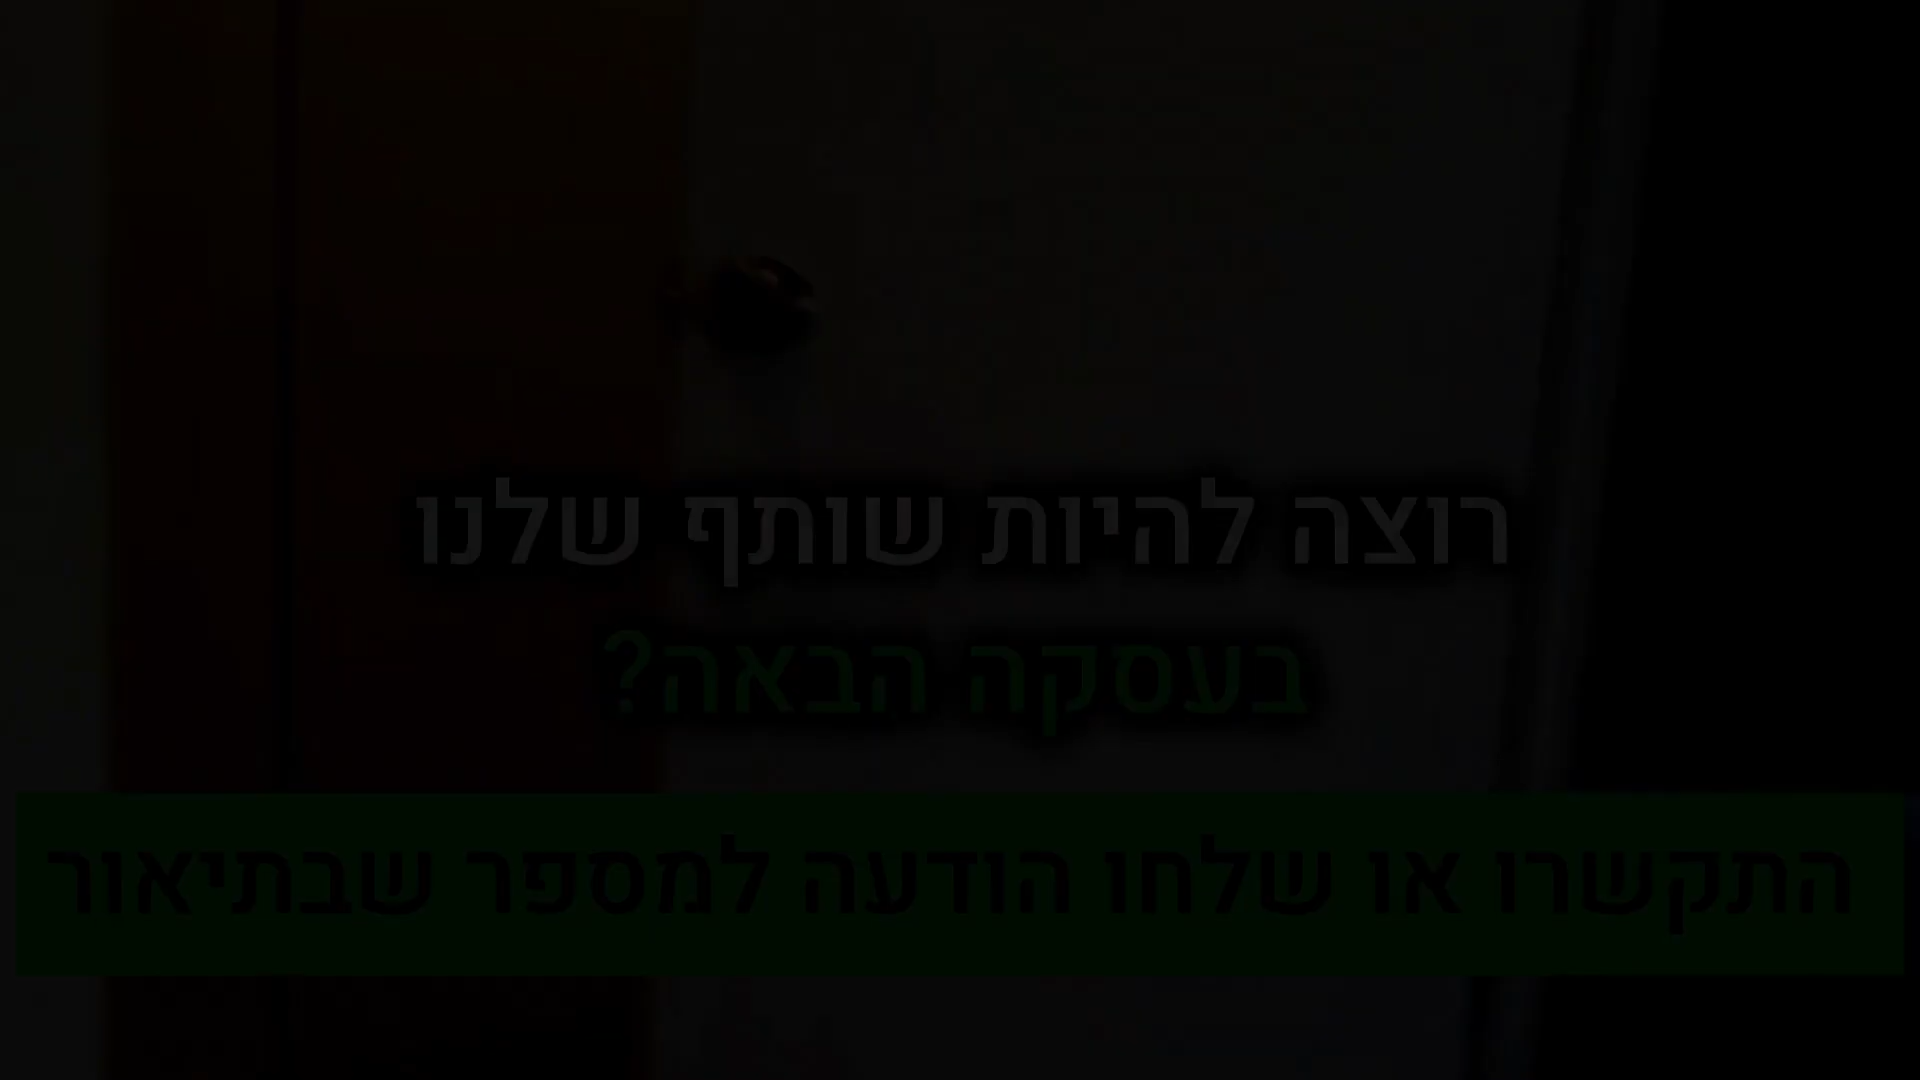 רוצה להיות שותף שלנו
בעסקה הבאה?
התקשרו או שלחו הודעה למספר שבתיאור